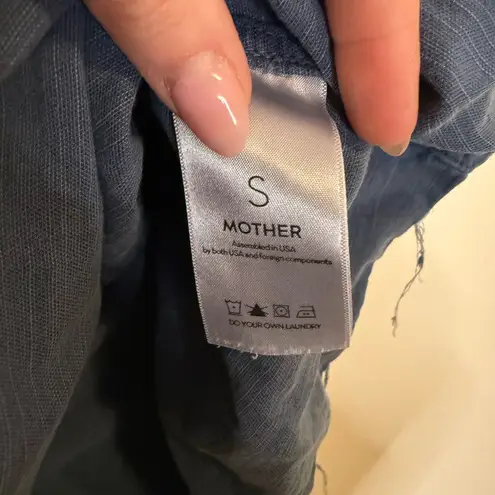 S
MOTHER
Assembled in USA
by both USA and foreign components
DO YOUR OWN LAUNDRY